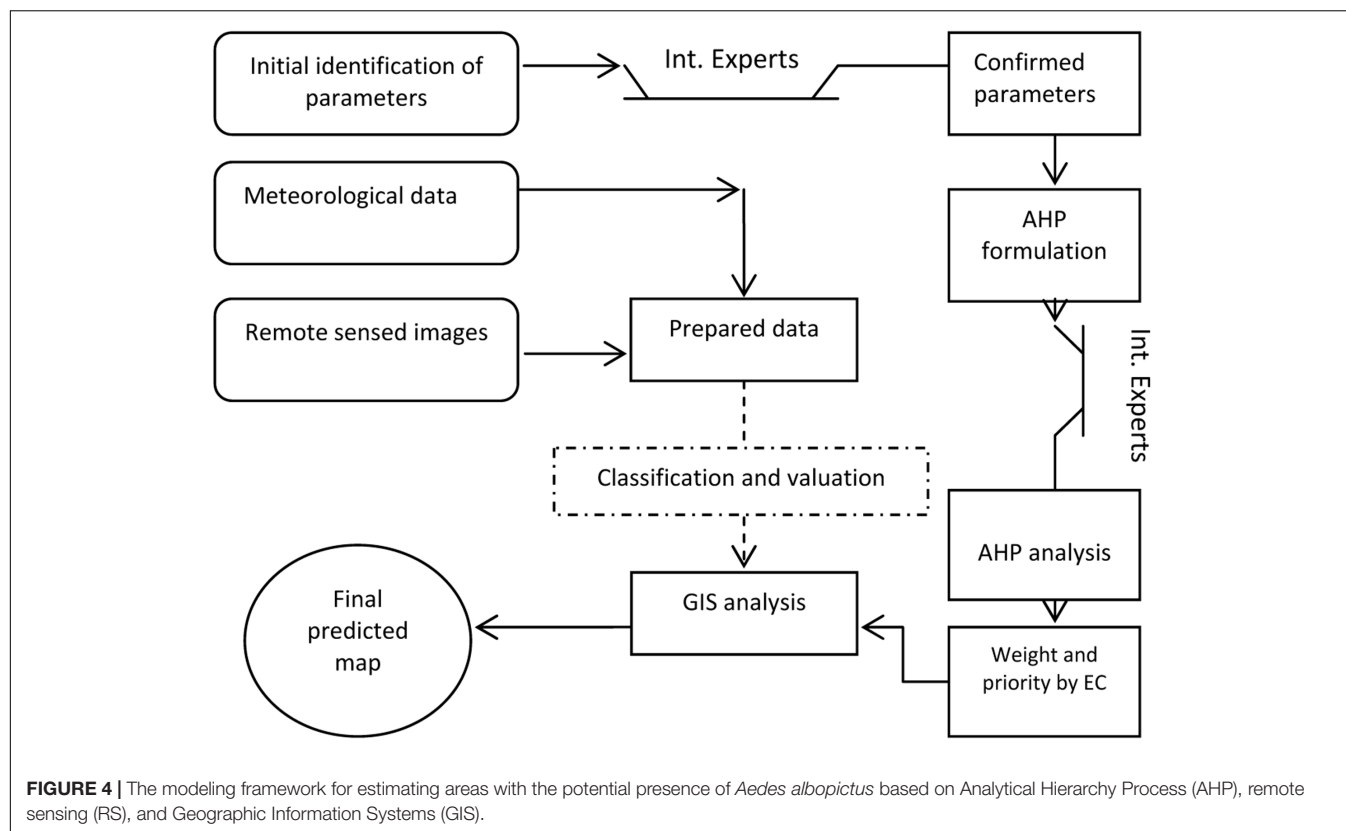 Initial identification of
parameters
Int. Experts
Confirmed
parameters
Meteorological data
AHP
formulation
Remote sensed images
Prepared data
Int. Experts
Classification and valuation
AHP analysis
Final
predicted
map
GIS analysis
Weight and
priority by EC
FIGURE 4 | The modeling framework for estimating areas with the potential presence of Aedes albopictus based on Analytical Hierarchy Process (AHP), remote
sensing (RS), and Geographic Information Systems (GIS).